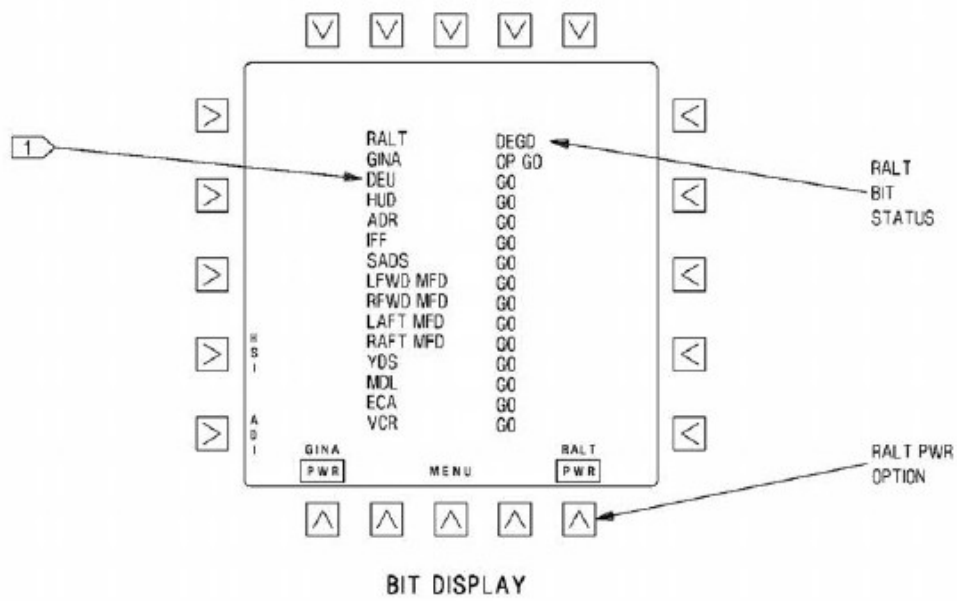 1
RALT DEGD
GINA OP GO
DEU GO
HUD GO
ADR GO
IFF GO
SADS GO
LFWD MFD GO
RFWD MFD GO
LAFT MFD GO
RAFT MFD GO
YDS GO
MDL GO
ECA GO
VCR GO
RALT
BIT
STATUS
HSI
ADI
GINA
PWR
MENU
RALT
PWR
RALT PWR
OPTION
BIT DISPLAY